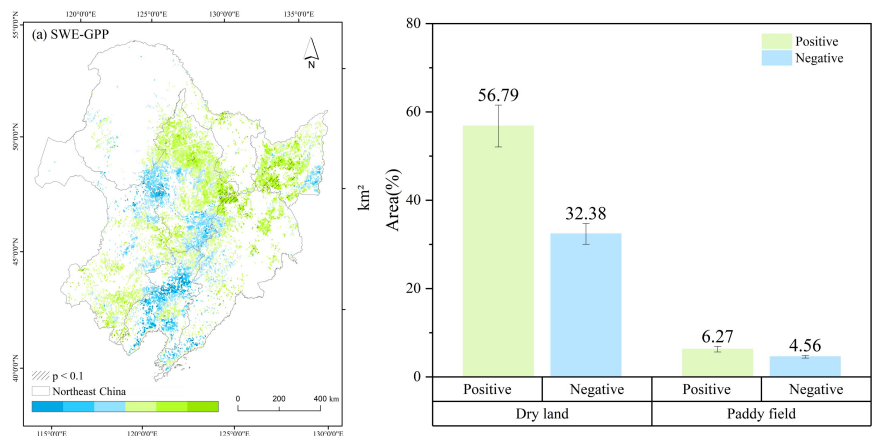 120°0'0"E 125°0'0"E 130°0'0"E 135°0'0"E
55°0'0"N
50°0'0"N
45°0'0"N
40°0'0"N
(a) SWE-GPP
N
p < 0.1
Northeast China
0 200 400 km
115°0'0"E 120°0'0"E 125°0'0"E 130°0'0"E
km²
Area(%)
80
60
40
20
0
Positive
Negative
56.79
32.38
6.27
4.56
Positive Negative Positive Negative
Dry land Paddy field